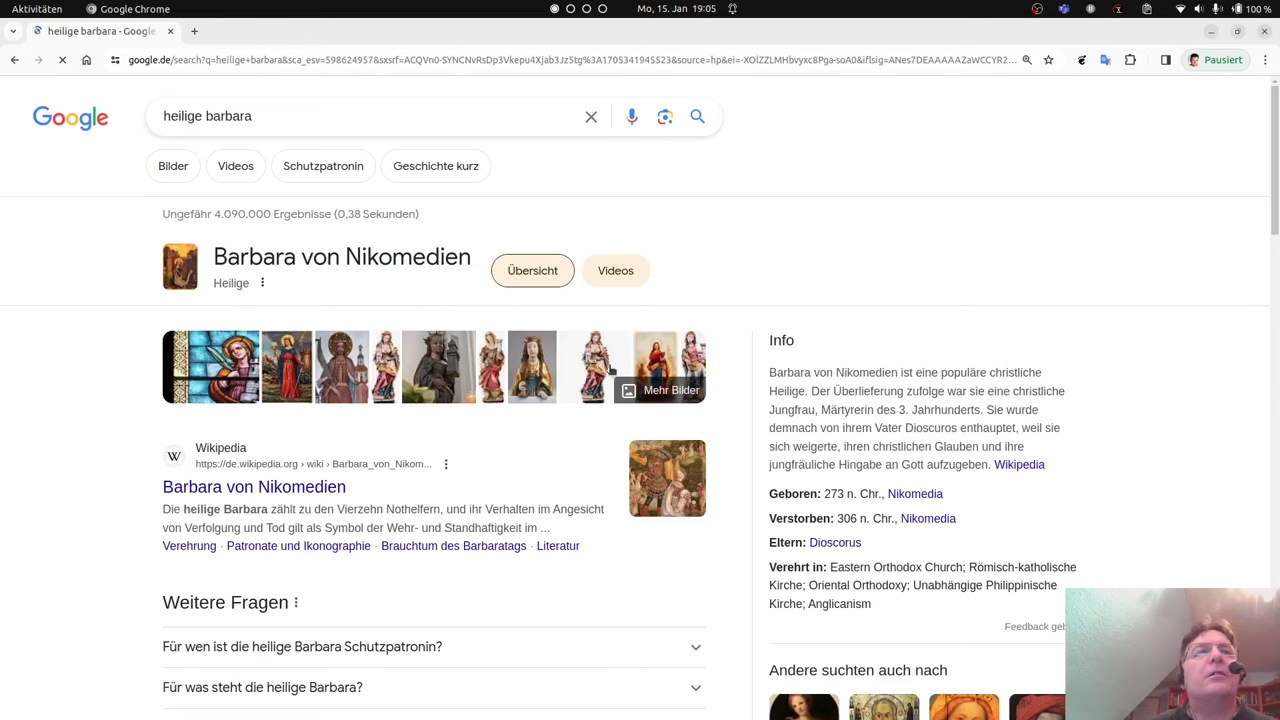 Aktivitäten
Google Chrome
Mo, 15. Jan 19:05
100 %
heilige barbara - Google
google.de/search?q=heilige+barbara&sca_esv=598624957&sxsrf=ACQVn0-SYNCNvRsDp3Vkepu4Xjab3Jz5tg%3A1705341945523&source=hp&ei=-XOlZZLMHbvyxc8Pga-soA0&iflsig=ANes7DEAAAAAZaWCCYR2...
Pausiert
Google
heilige barbara
Bilder
Videos
Schutzpatronin
Geschichte kurz
Ungefähr 4.090.000 Ergebnisse (0,38 Sekunden)
Barbara von Nikomedien
Heilige
Übersicht
Videos
Mehr Bilder
W
Wikipedia
https://de.wikipedia.org › wiki › Barbara_von_Nikom...
Barbara von Nikomedien
Die heilige Barbara zählt zu den Vierzehn Nothelfern, und ihr Verhalten im Angesicht
von Verfolgung und Tod gilt als Symbol der Wehr- und Standhaftigkeit im ...
Verehrung · Patronate und Ikonographie · Brauchtum des Barbaratags · Literatur
Weitere Fragen
Für wen ist die heilige Barbara Schutzpatronin?
Für was steht die heilige Barbara?
Info
Barbara von Nikomedien ist eine populäre christliche
Heilige. Der Überlieferung zufolge war sie eine christliche
Jungfrau, Märtyrerin des 3. Jahrhunderts. Sie wurde
demnach von ihrem Vater Dioscuros enthauptet, weil sie
sich weigerte, ihren christlichen Glauben und ihre
jungfräuliche Hingabe an Gott aufzugeben. Wikipedia
Geboren: 273 n. Chr., Nikomedia
Verstorben: 306 n. Chr., Nikomedia
Eltern: Dioscorus
Verehrt in: Eastern Orthodox Church; Römisch-katholische
Kirche; Oriental Orthodoxy; Unabhängige Philippinische
Kirche; Anglicanism
Feedback geb
Andere suchten auch nach